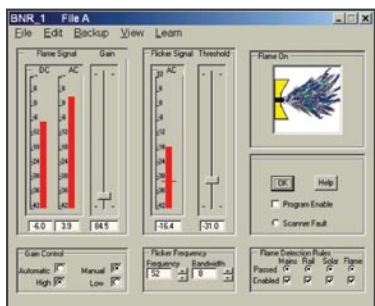 BNR_1 File A
File Edit Backup View Learn
Flame Signal Gain
DC AC
-6.0 3.9 84.5
Flicker Signal Threshold
AC
-16.4 -31.0
Flame On
OK Help
Program Enable
Scanner Fault
Gain Control
Automatic Manual
High Low
Flicker Frequency
Frequency Bandwidth
52 8
Flame Detection Rules
Mains Rail Solar Flame
Passed
Enabled